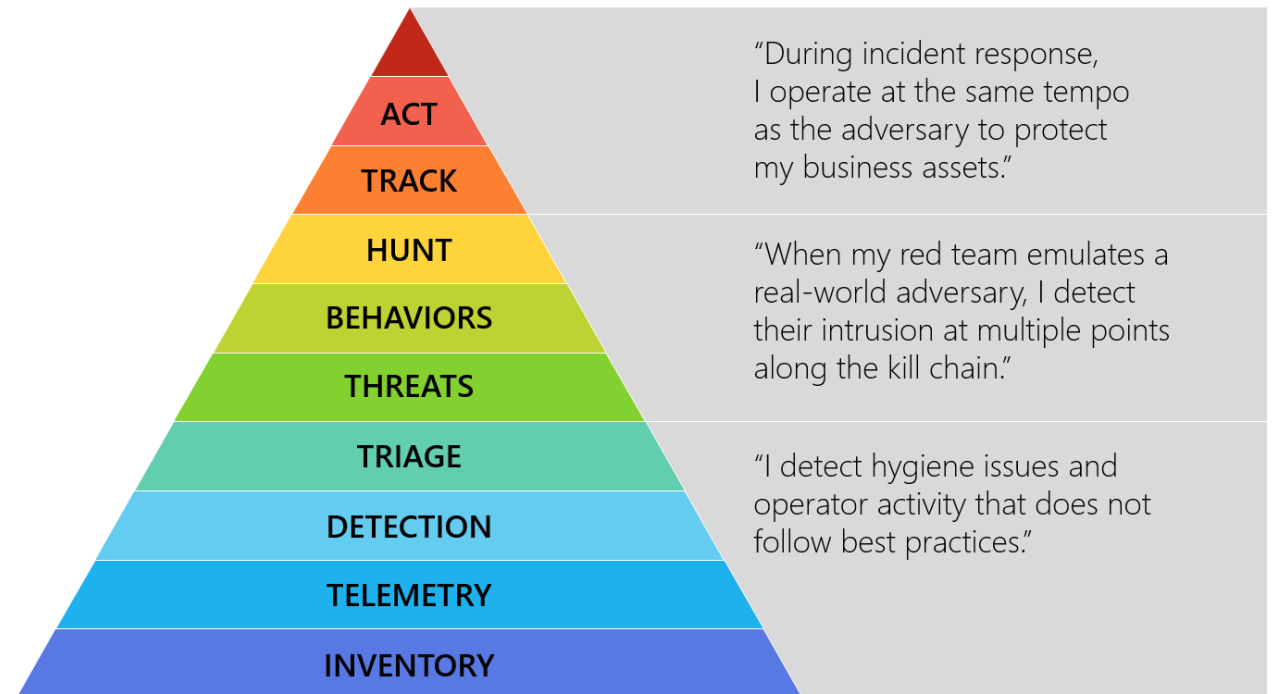 “During incident response,
I operate at the same tempo
as the adversary to protect
my business assets.”
ACT
TRACK
“When my red team emulates a
real-world adversary, I detect
their intrusion at multiple points
along the kill chain.”
HUNT
BEHAVIORS
THREATS
“I detect hygiene issues and
operator activity that does not
follow best practices.”
TRIAGE
DETECTION
TELEMETRY
INVENTORY